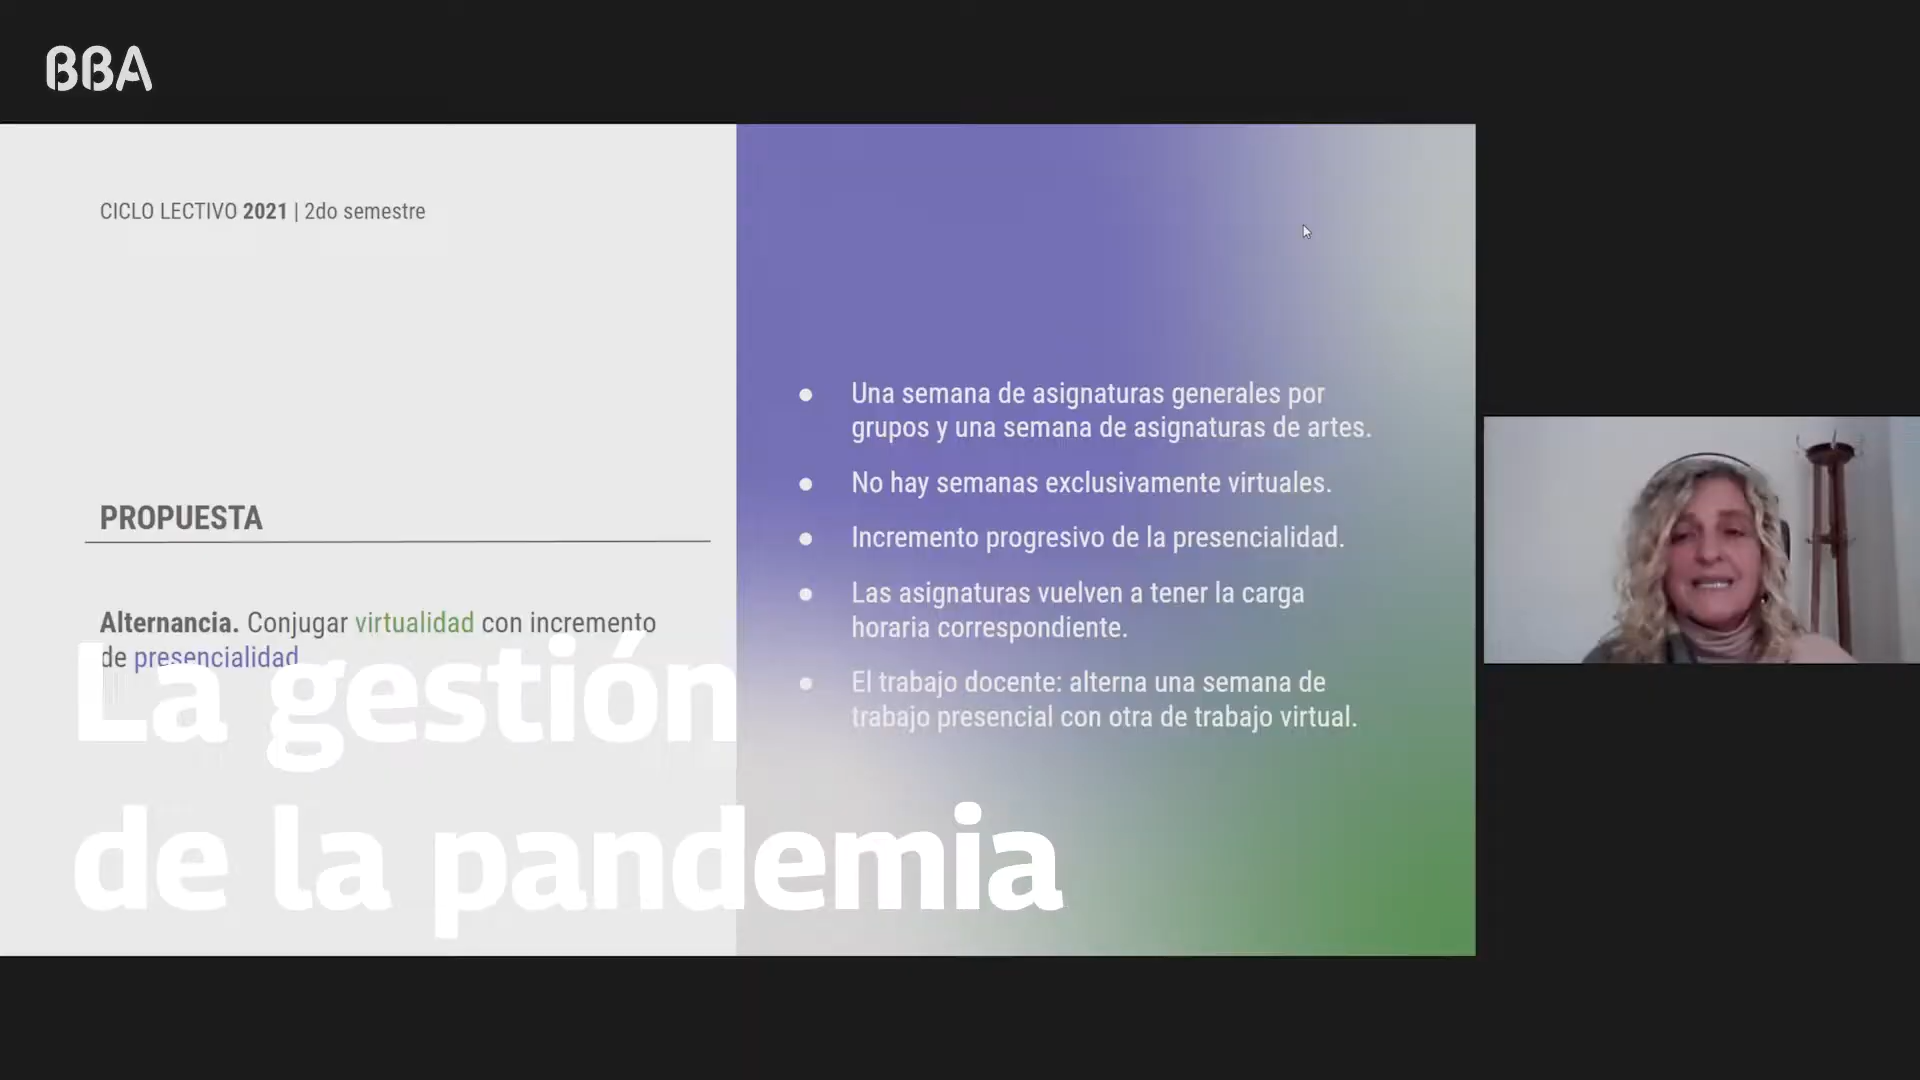 BBA
CICLO LECTIVO 2021 | 2do semestre
PROPUESTA
Alternancia. Conjugar virtualidad con incremento
de presencialidad
La gestión
de la pandemia
Una semana de asignaturas generales por
grupos y una semana de asignaturas de artes.
No hay semanas exclusivamente virtuales.
Incremento progresivo de la presencialidad.
Las asignaturas vuelven a tener la carga
horaria correspondiente.
El trabajo docente: alterna una semana de
trabajo presencial con otra de trabajo virtual.